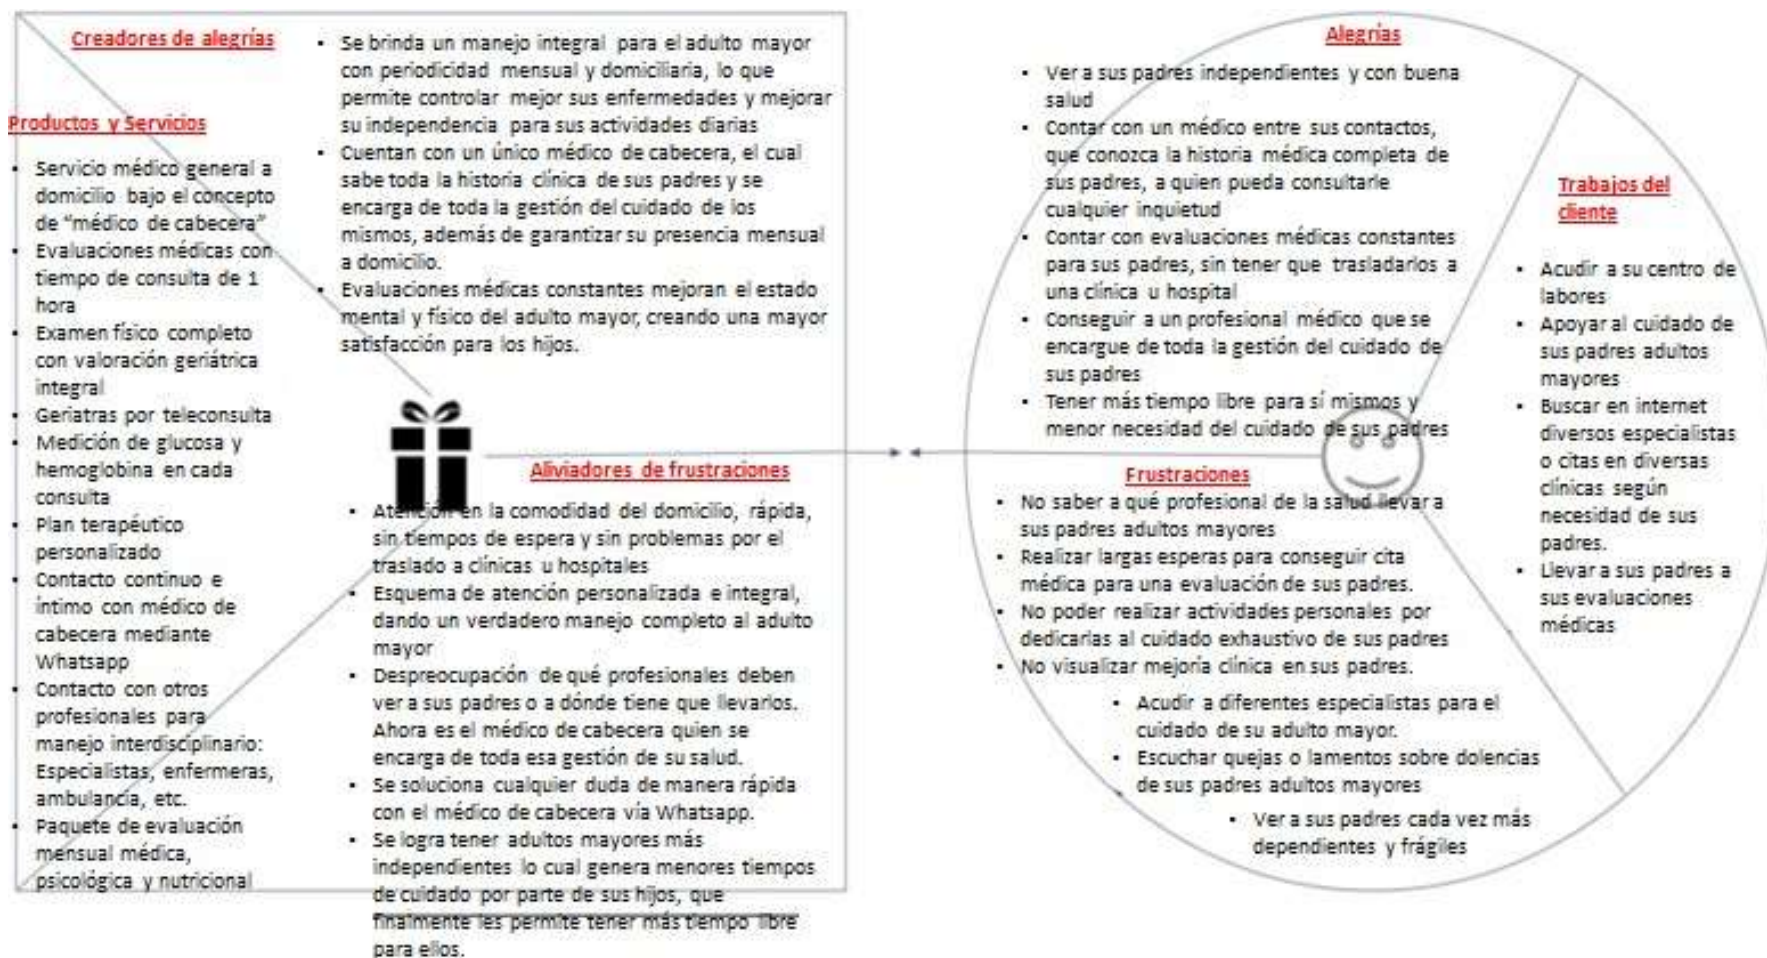 Creadores de alegrías
• Se brinda un manejo integral para el adulto mayor
con periodicidad mensual y domiciliaria, lo que
permite controlar mejor sus enfermedades y mejorar
su independencia para sus actividades diarias
• Cuentan con un único médico de cabecera, el cual
sabe toda la historia clínica de sus padres y se
encarga de toda la gestión del cuidado de los
mismos, además de garantizar su presencia mensual
a domicilio.
• Evaluaciones médicas constantes mejoran el estado
mental y físico del adulto mayor, creando una mayor
satisfacción para los hijos.
Productos y Servicios
• Servicio médico general a
domicilio bajo el concepto
de "médico de cabecera"
• Evaluaciones médicas con
tiempo de consulta de 1
hora
• Examen físico completo
con valoración geriátrica
integral
• Geriatras por teleconsulta
• Medición de glucosa y
hemoglobina en cada
consulta
• Plan terapéutico
personalizado
• Contacto continuo e
íntimo con médico de
cabecera mediante
Whatsapp
• Contacto con otros
profesionales para
manejo interdisciplinario:
Especialistas, enfermeras,
ambulancia, etc.
• Paquete de evaluación
mensual médica,
psicológica y nutricional
Aliviadores de frustraciones
• Atención en la comodidad del domicilio, rápida,
sin tiempos de espera y sin problemas por el
traslado a clínicas u hospitales
• Esquema de atención personalizada e integral,
dando un verdadero manejo completo al adulto
mayor
• Despreocupación de qué profesionales deben
ver a sus padres o a dónde tiene que llevarlos.
Ahora es el médico de cabecera quien se
encarga de toda esa gestión de su salud.
• Se soluciona cualquier duda de manera rápida
con el médico de cabecera vía Whatsapp.
• Se logra tener adultos mayores más
independientes lo cual genera menores tiempos
de cuidado por parte de sus hijos, que
finalmente les permite tener más tiempo libre
para ellos.
Alegrías
• Ver a sus padres independientes y con buena
salud
• Contar con un médico entre sus contactos,
que conozca la historia médica completa de
sus padres, a quien pueda consultarle
cualquier inquietud
• Contar con evaluaciones médicas constantes
para sus padres, sin tener que trasladarlos a
una clínica u hospital
• Conseguir a un profesional médico que se
encargue de toda la gestión del cuidado de
sus padres
• Tener más tiempo libre para sí mismos y
menor necesidad del cuidado de sus padres
Frustraciones
• No saber a qué profesional de la salud llevar a
sus padres adultos mayores
• Realizar largas esperas para conseguir cita
médica para una evaluación de sus padres.
• No poder realizar actividades personales por
dedicarlas al cuidado exhaustivo de sus padres
• No visualizar mejoría clínica en sus padres.
• Acudir a diferentes especialistas para el
cuidado de su adulto mayor.
• Escuchar quejas o lamentos sobre dolencias
de sus padres adultos mayores
• Ver a sus padres cada vez más
dependientes y frágiles
Trabajos del
cliente
• Acudir a su centro de
labores
• Apoyar al cuidado de
sus padres adultos
mayores
• Buscar en internet
diversos especialistas
o citas en diversas
clínicas según
necesidad de sus
padres.
• Llevar a sus padres a
sus evaluaciones
médicas